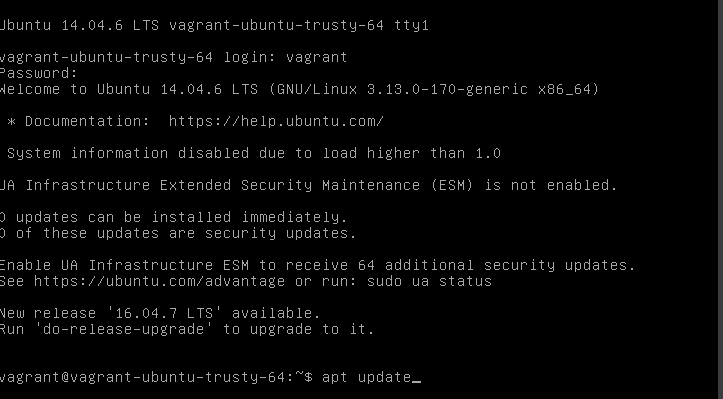 Ubuntu 14.04.6 LTS vagrant-ubuntu-trusty-64 tty1
vagrant-ubuntu-trusty-64 login: vagrant
Password:
Welcome to Ubuntu 14.04.6 LTS (GNU/Linux 3.13.0-170-generic x86_64)
* Documentation:  https://help.ubuntu.com/
System information disabled due to load higher than 1.0
UA Infrastructure Extended Security Maintenance (ESM) is not enabled.
0 updates can be installed immediately.
0 of these updates are security updates.
Enable UA Infrastructure ESM to receive 64 additional security updates.
See https://ubuntu.com/advantage or run: sudo ua status
New release '16.04.7 LTS' available.
Run 'do-release-upgrade' to upgrade to it.
vagrant@vagrant-ubuntu-trusty-64:~$ apt update_